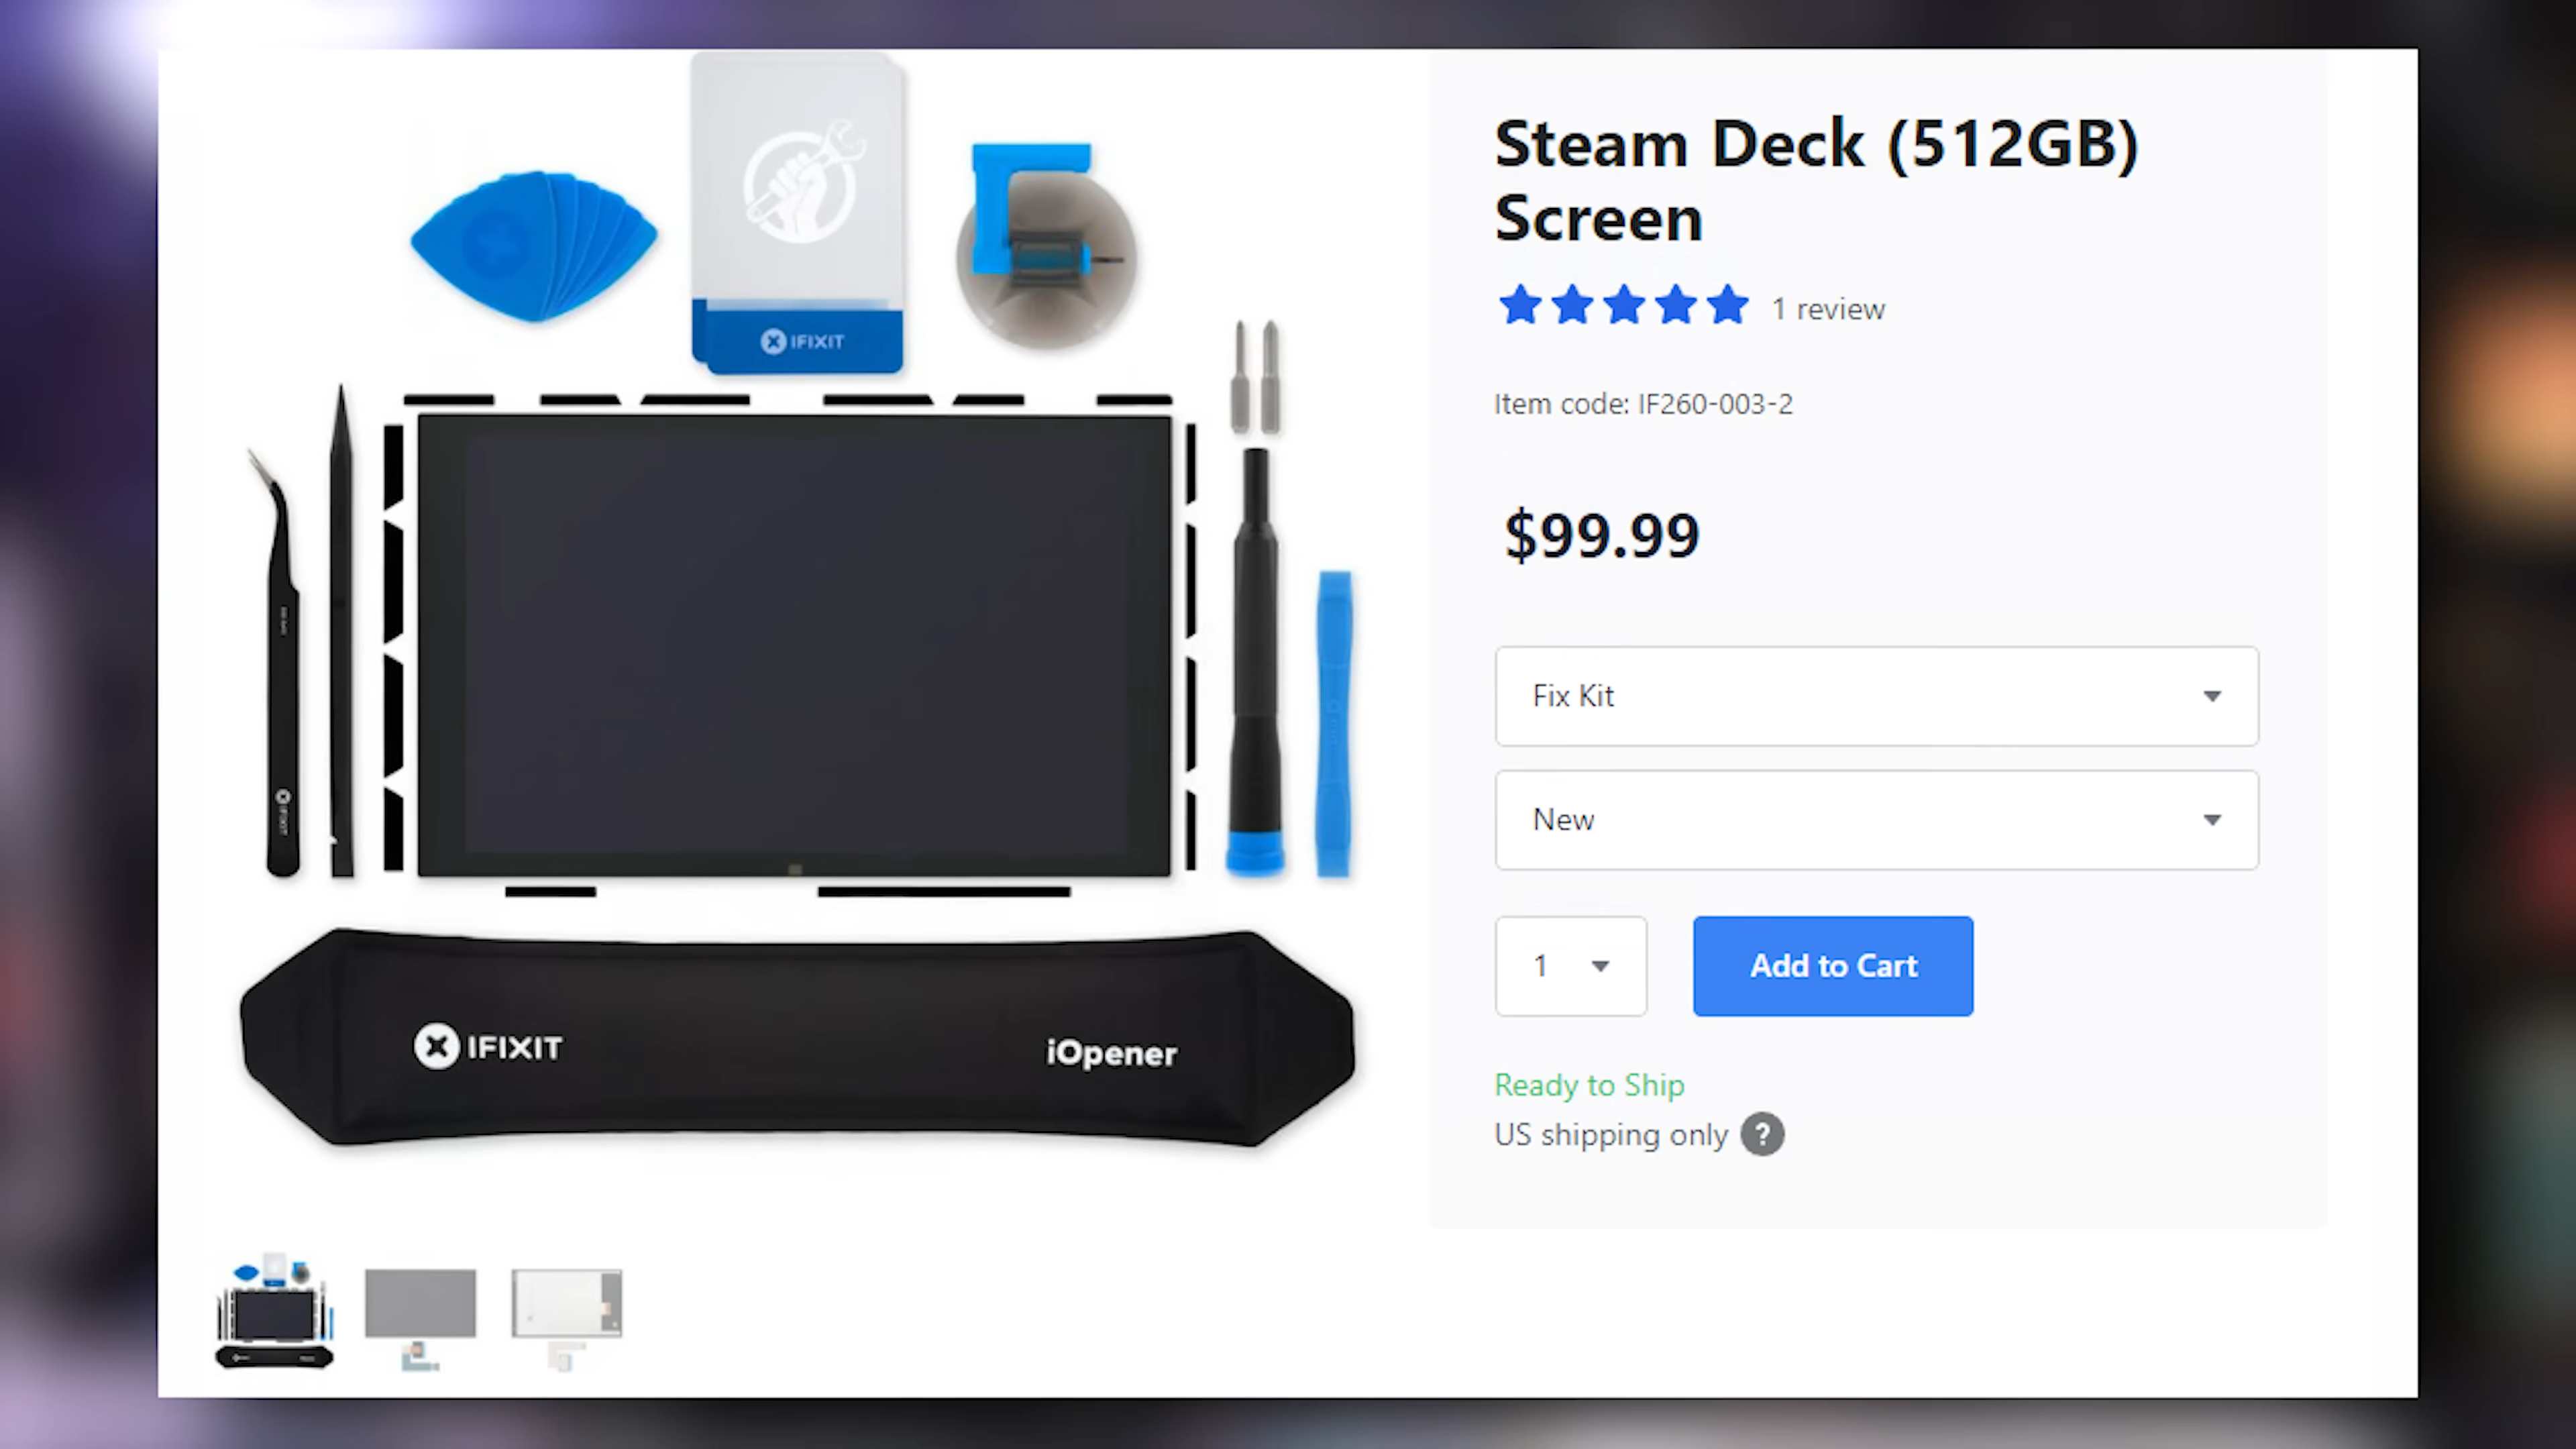 Steam Deck (512GB)
Screen
1 review
Item code: IF260-003-2
$99.99
Fix Kit
New
1
Add to Cart
Ready to Ship
US shipping only ?
IFIXIT
IFIXIT
IFIXIT
iOpener